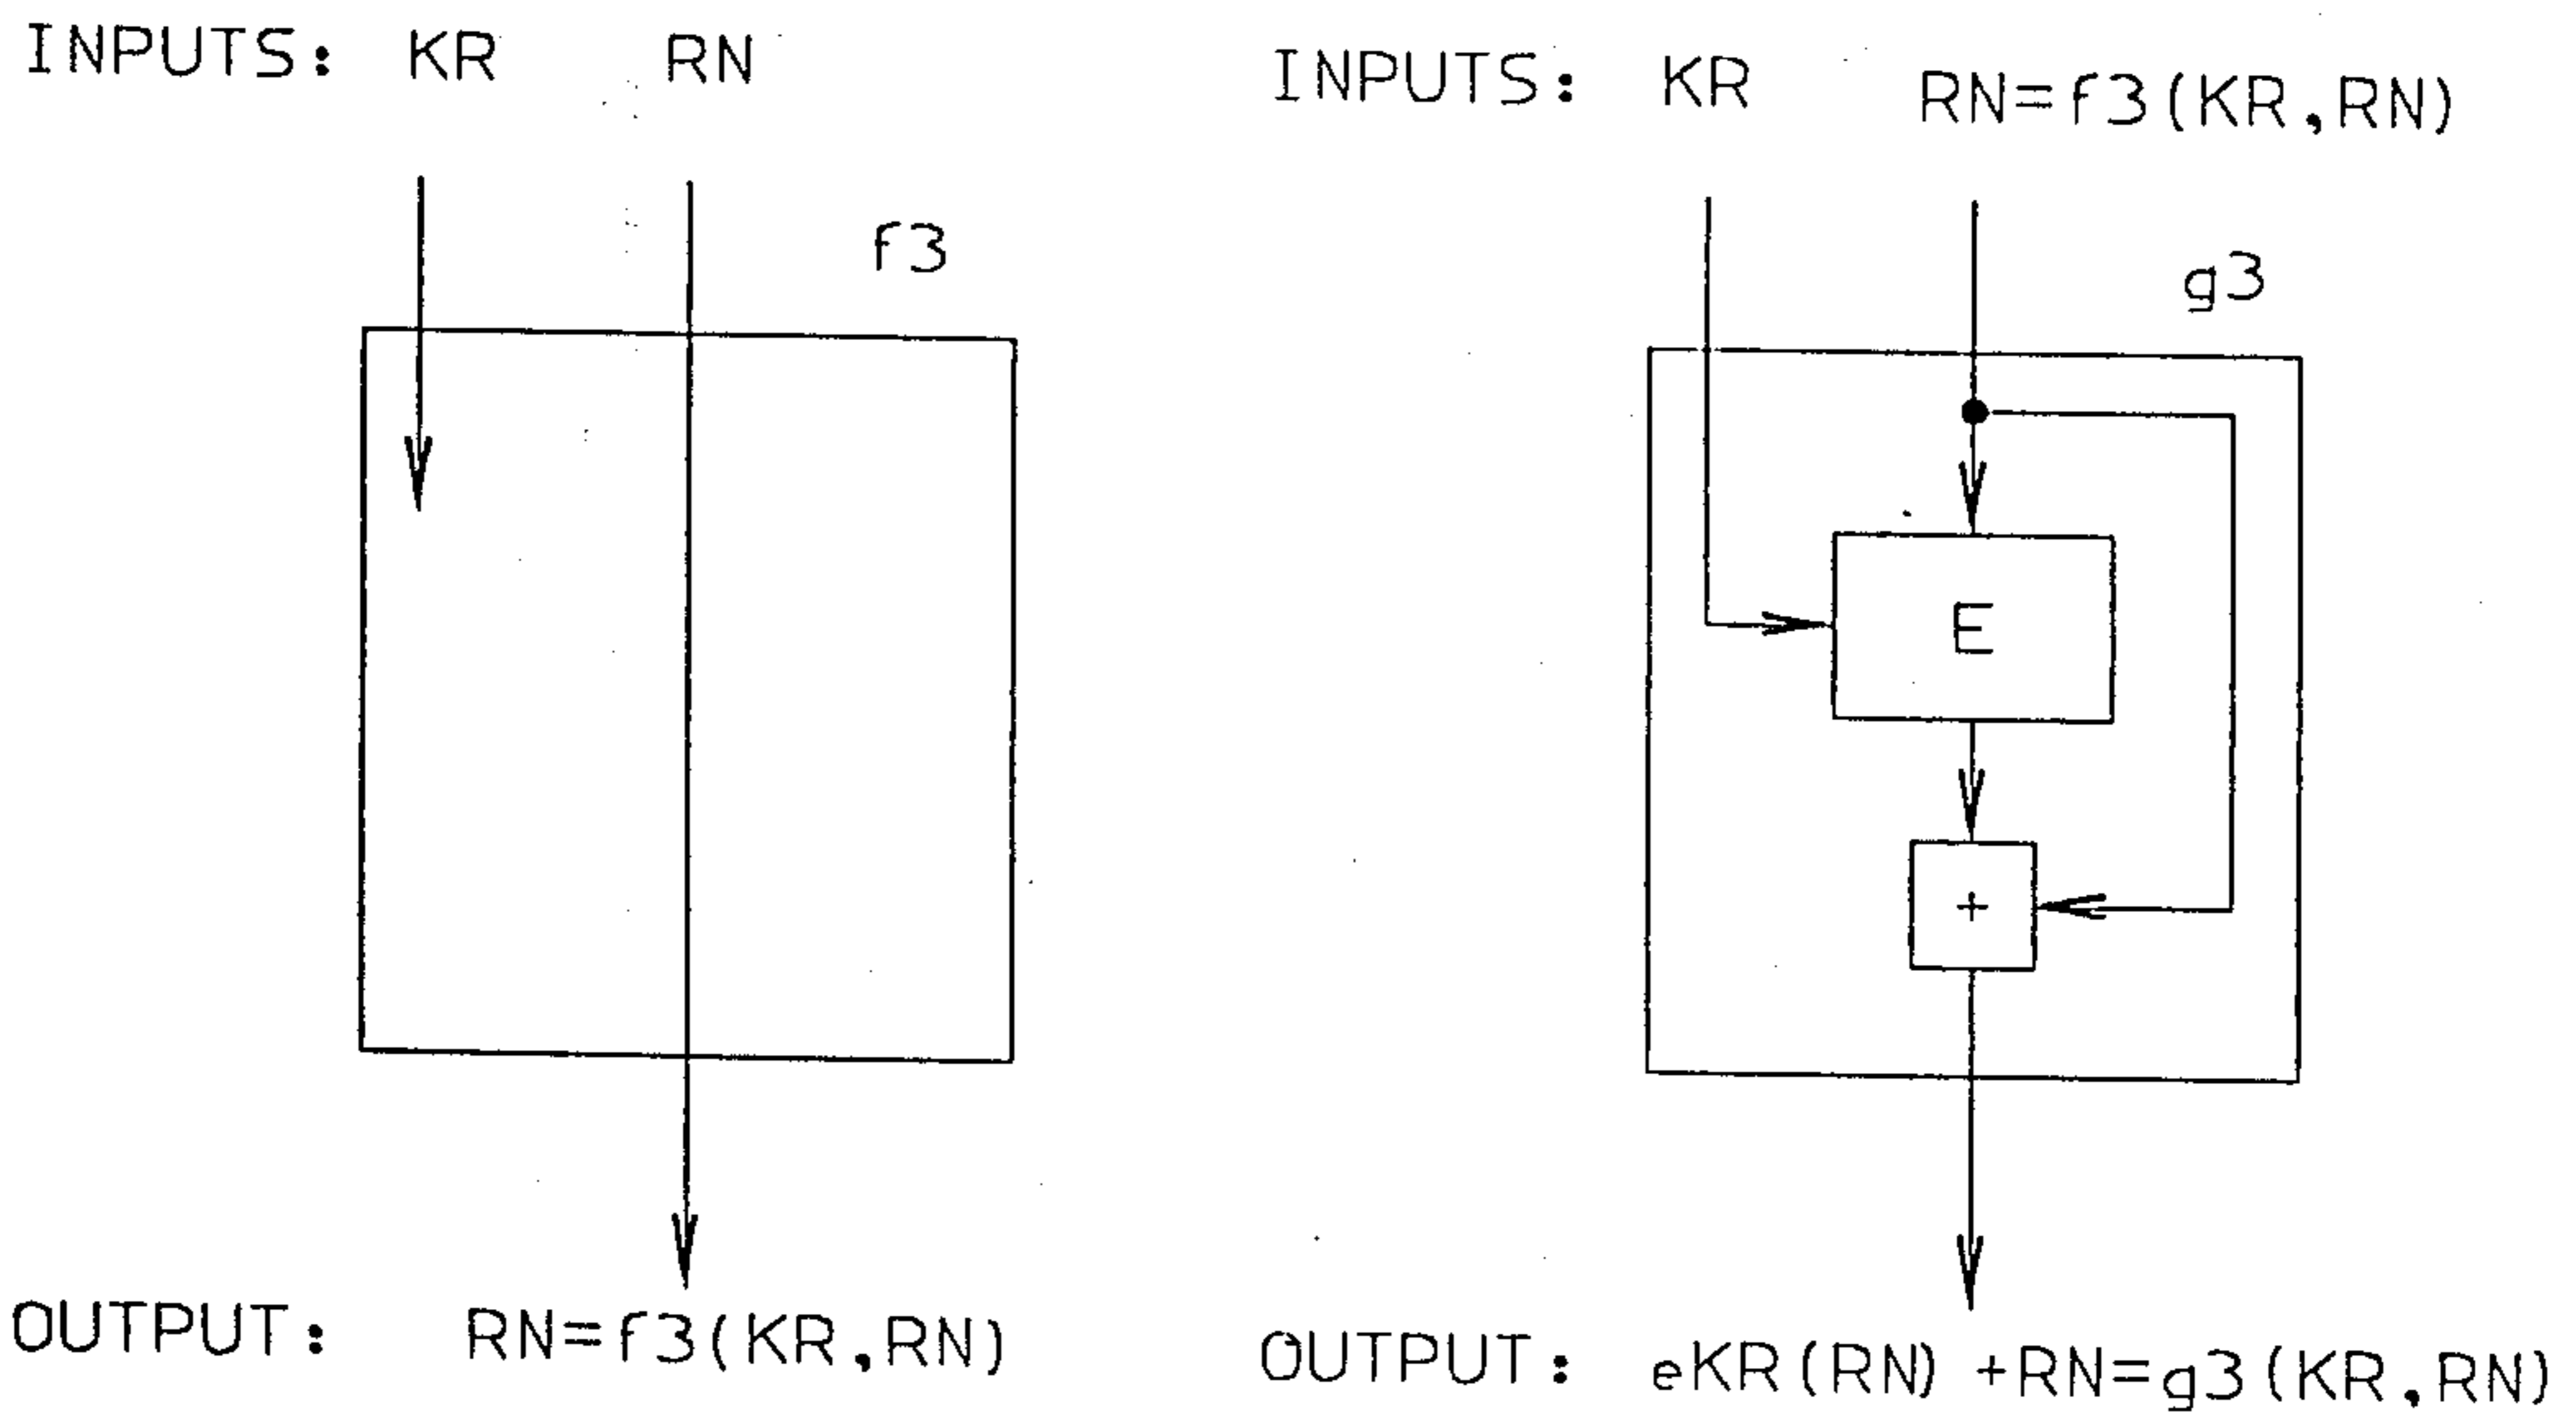 INPUTS: KR RN
f3
OUTPUT: RN=f3(KR,RN)
INPUTS: KR RN=f3(KR,RN)
g3
E
+
OUTPUT: eKR(RN) +RN=g3(KR,RN)